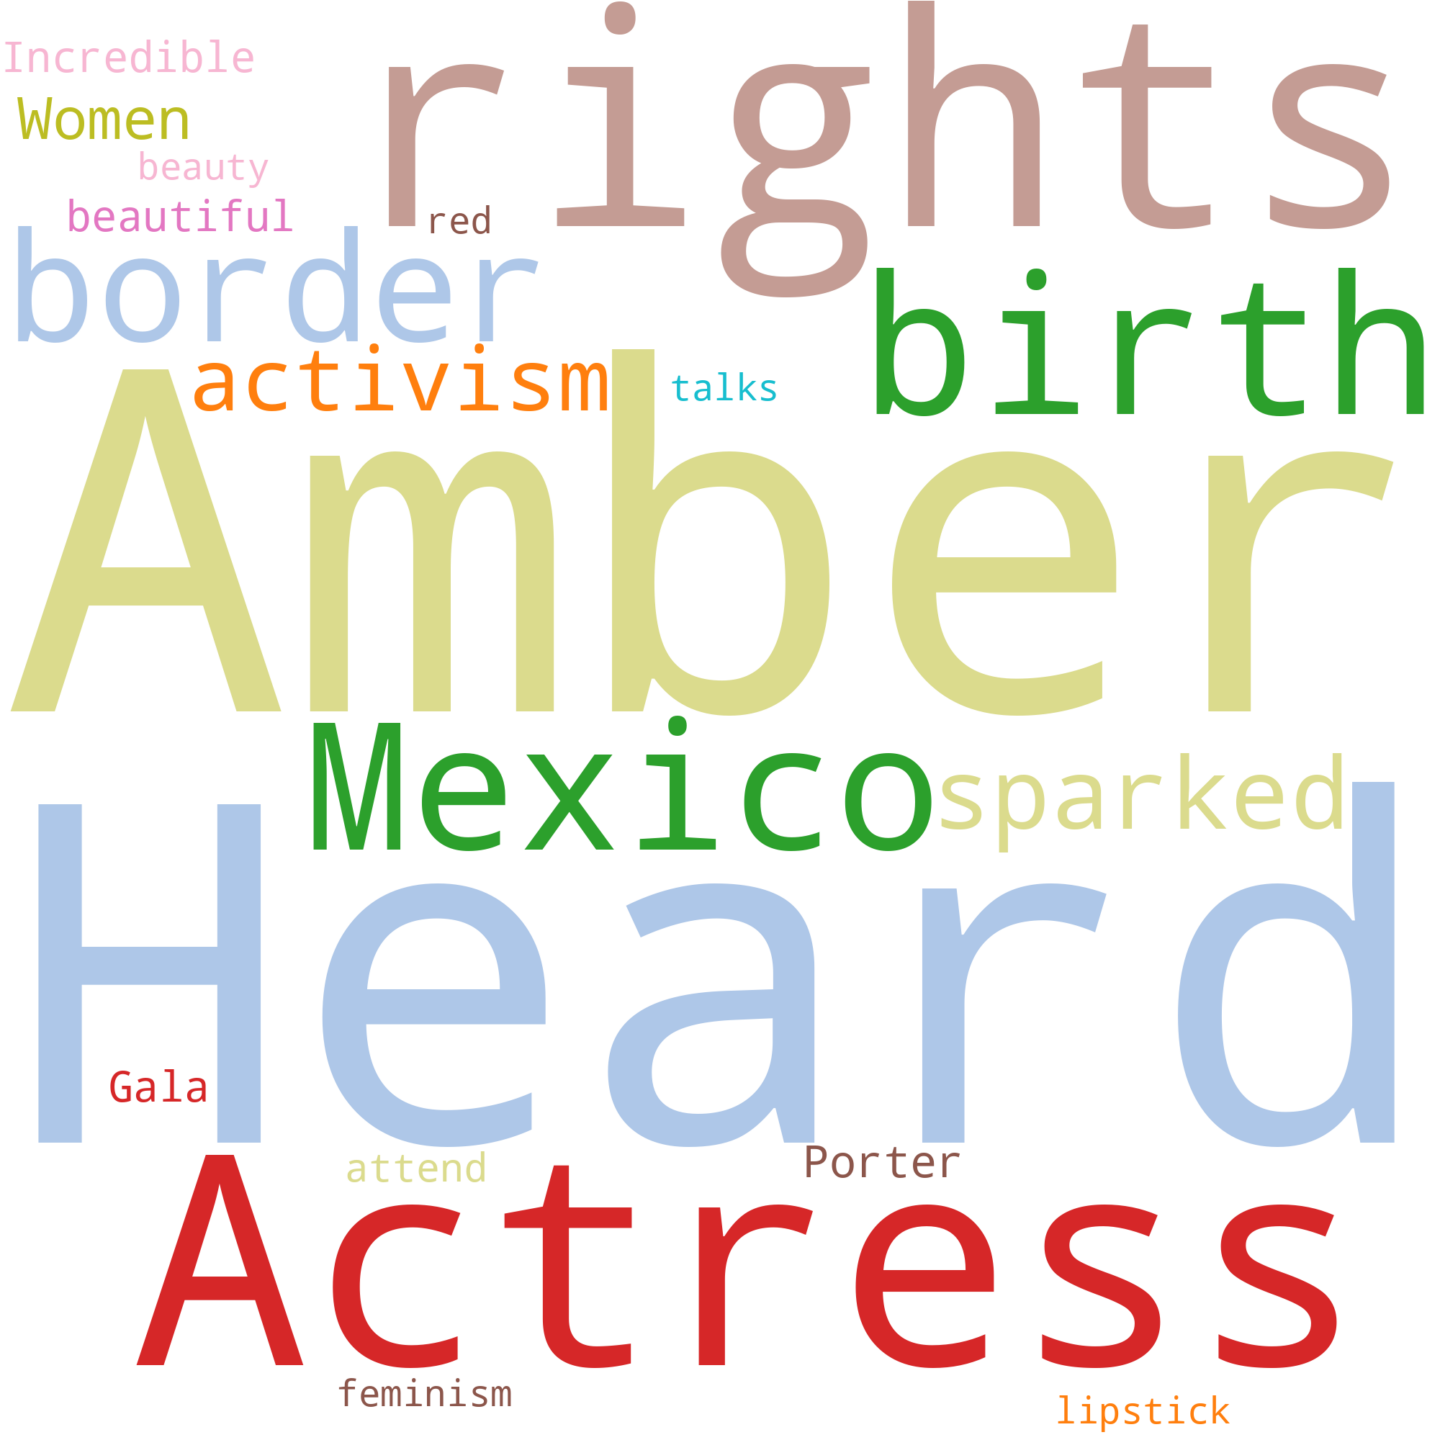 Incredible
rights
Women
beauty
beautiful
red
border
birth
activism
talks
Amber
Mexico
sparked
Heard
Gala
attend
Porter
Actress
feminism
lipstick